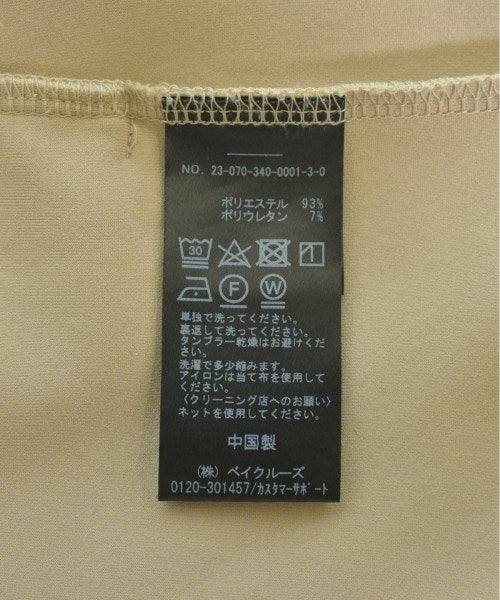 NO. 23-070-340-0001-3-0
ポリエステル 93%
ポリウレタン 7%
30
F W
単独で洗ってください。
裏返して洗ってください。
タンブラー乾燥はお避けくだ
さい。
洗濯で多少縮みます。
アイロンは当て布を使用して
ください。
〈クリーニング店へのお願い〉
ネットを使用してください。
中国製
(株) ベイクルーズ
0120-301457/カスタマーサポート